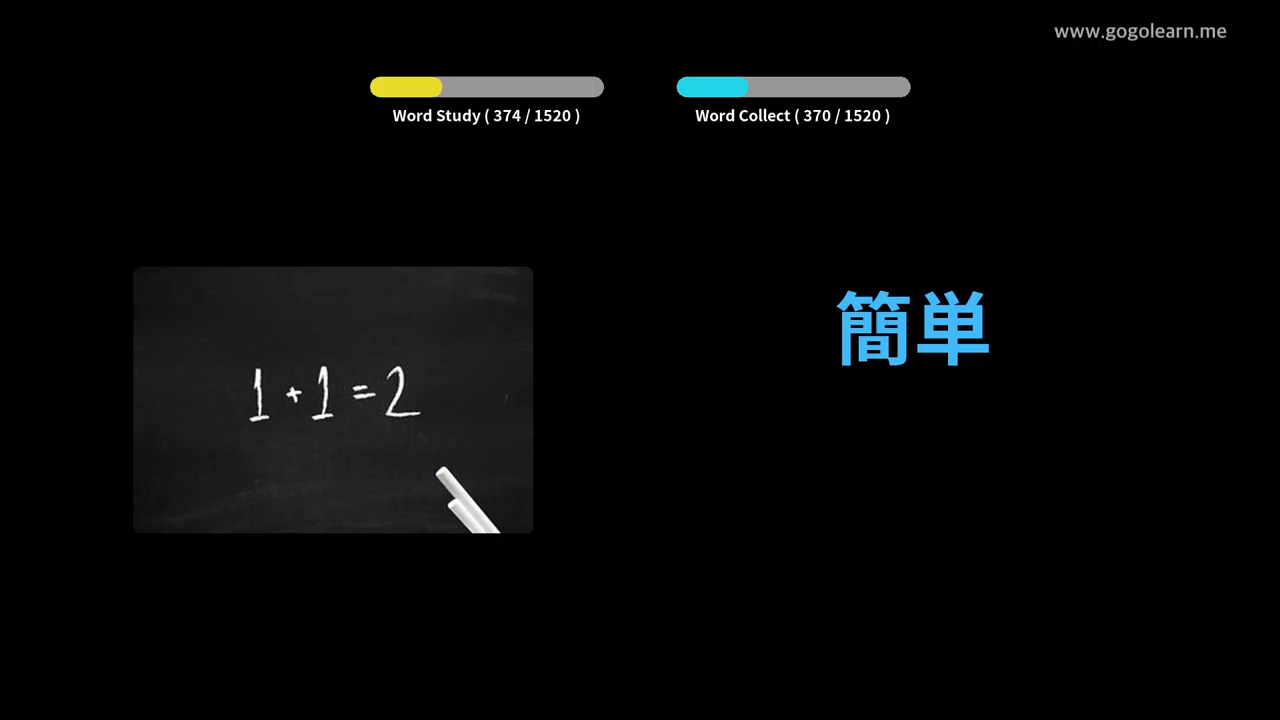 www.gogolearn.me
Word Study ( 374 / 1520 )
Word Collect ( 370 / 1520 )
1 + 1 = 2
簡単